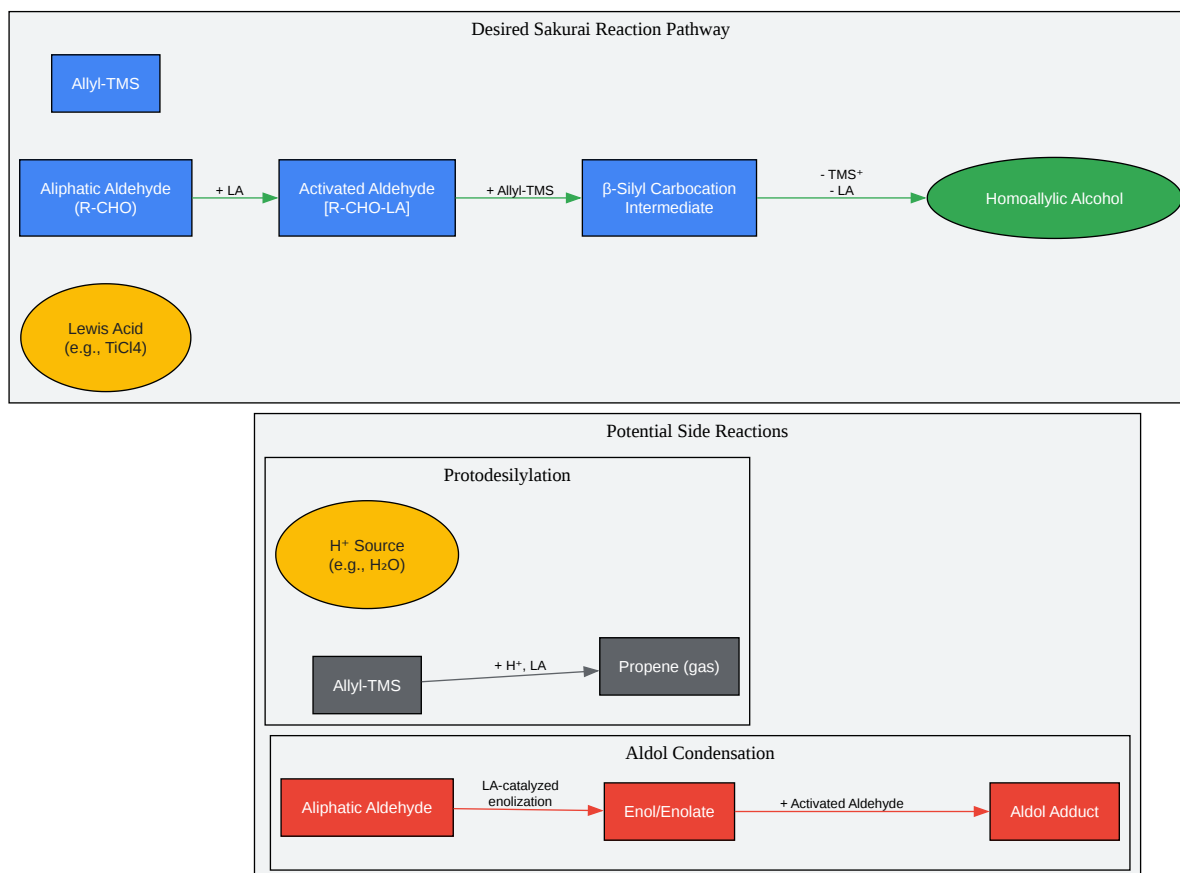 Desired Sakurai Reaction Pathway
Allyl-TMS
Aliphatic Aldehyde
(R-CHO)
+ LA
Activated Aldehyde
[R-CHO-LA]
+ Allyl-TMS
β-Silyl Carbocation
Intermediate
- TMS⁺
- LA
Homoallylic Alcohol
Lewis Acid
(e.g., TiCl4)
Potential Side Reactions
Protodesilylation
H⁺ Source
(e.g., H₂O)
Allyl-TMS
+ H⁺, LA
Propene (gas)
Aldol Condensation
Aliphatic Aldehyde
LA-catalyzed
enolization
Enol/Enolate
+ Activated Aldehyde
Aldol Adduct